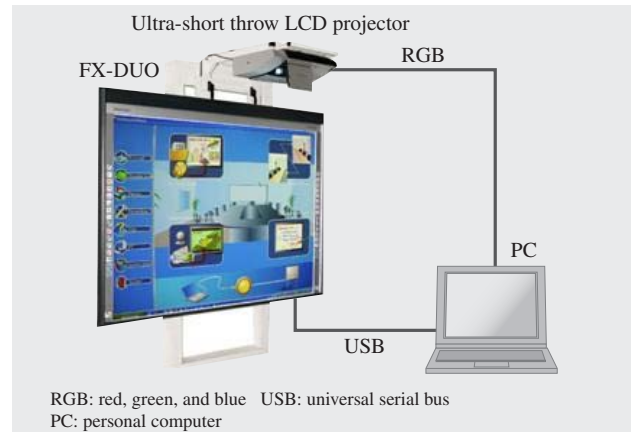 Ultra-short throw LCD projector
FX-DUO
RGB
PC
USB
RGB: red, green, and blue USB: universal serial bus
PC: personal computer